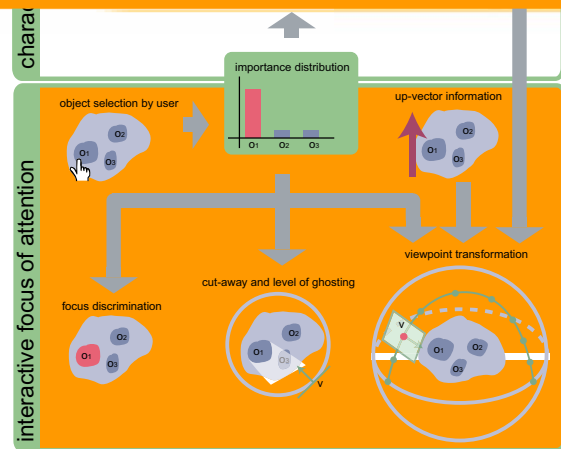 charac
importance distribution
O1 O2 O3
object selection by user
O1
O2
O3
up-vector information
O1
O2
O3
interactive focus of attention
focus discrimination
O1
O2
O3
cut-away and level of ghosting
O1
O2
O3
v
viewpoint transformation
v
O1
O2
O3